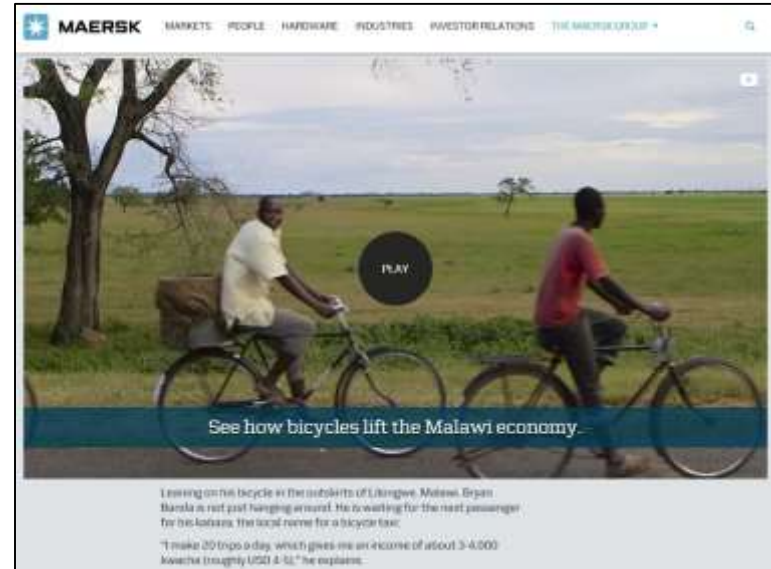 MAERSK MARKETS PEOPLE HARDWARE INDUSTRIES INVESTOR RELATIONS THE MAERSK GROUP
PLAY
See how bicycles lift the Malawi economy.
Leaning on his bicycle in the outskirts of Lilongwe, Malawi, Bryan
Banda is not just hanging around. He is waiting for the next passenger
for his kabaza, the local name for a bicycle taxi:
"I make 20 trips a day, which gives me an income of about 3-4,000
kwacha (roughly USD 4-5)," he explains.